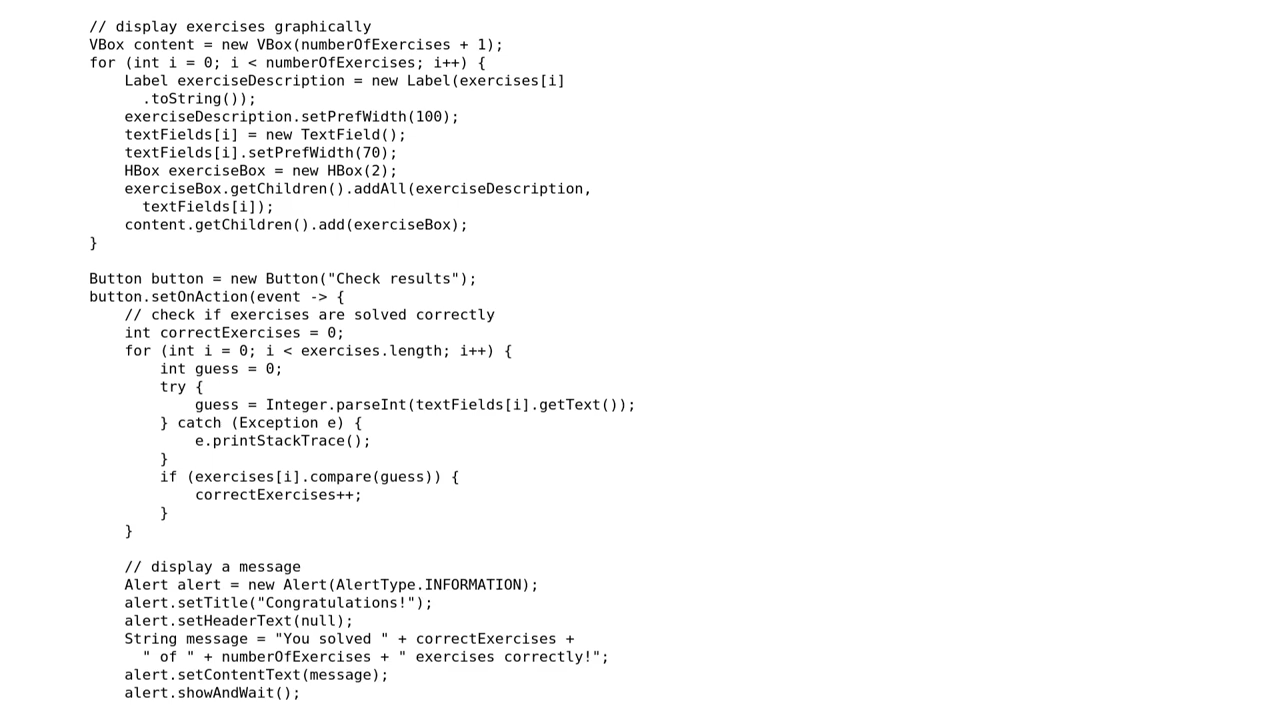 // display exercises graphically
VBox content = new VBox(numberOfExercises + 1);
for (int i = 0; i < numberOfExercises; i++) {
    Label exerciseDescription = new Label(exercises[i]
      .toString());
    exerciseDescription.setPrefWidth(100);
    textFields[i] = new TextField();
    textFields[i].setPrefWidth(70);
    HBox exerciseBox = new HBox(2);
    exerciseBox.getChildren().addAll(exerciseDescription,
      textFields[i]);
    content.getChildren().add(exerciseBox);
}

Button button = new Button("Check results");
button.setOnAction(event -> {
    // check if exercises are solved correctly
    int correctExercises = 0;
    for (int i = 0; i < exercises.length; i++) {
        int guess = 0;
        try {
            guess = Integer.parseInt(textFields[i].getText());
        } catch (Exception e) {
            e.printStackTrace();
        }
        if (exercises[i].compare(guess)) {
            correctExercises++;
        }
    }

    // display a message
    Alert alert = new Alert(AlertType.INFORMATION);
    alert.setTitle("Congratulations!");
    alert.setHeaderText(null);
    String message = "You solved " + correctExercises +
      " of " + numberOfExercises + " exercises correctly!";
    alert.setContentText(message);
    alert.showAndWait();